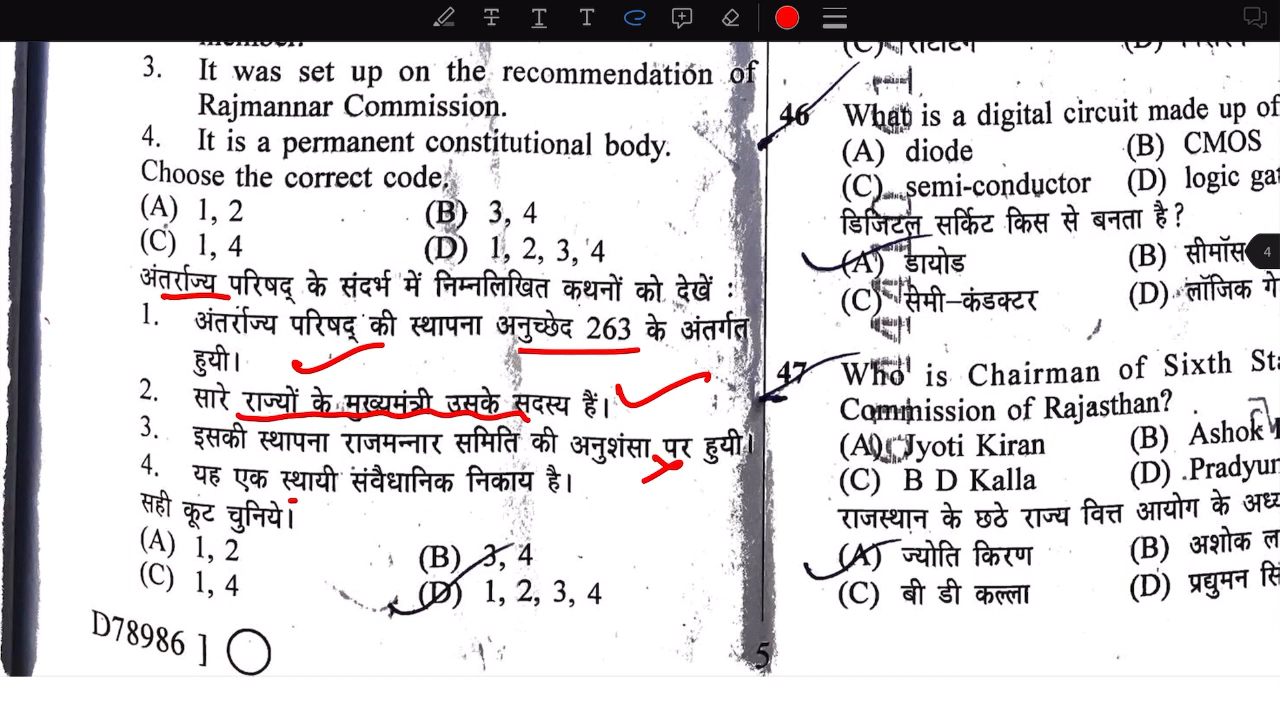 3. It was set up on the recommendation of
Rajmannar Commission.
4. It is a permanent constitutional body.
Choose the correct code.
(A) 1, 2
(B) 3, 4
(C) 1, 4
(D) 1, 2, 3, 4
अंतर्राज्य परिषद् के संदर्भ में निम्नलिखित कथनों को देखें :
1. अंतर्राज्य परिषद् की स्थापना अनुच्छेद 263 के अंतर्गत
हुयी।
2. सारे राज्यों के मुख्यमंत्री उसके सदस्य हैं।
3. इसकी स्थापना राजमन्नार समिति की अनुशंसा पर हुयी।
4. यह एक स्थायी संवैधानिक निकाय है।
सही कूट चुनिये।
(A) 1, 2
(B) 3, 4
(C) 1, 4
(D) 1, 2, 3, 4
D78986 ]
5
46 What is a digital circuit made up of
(A) diode
(B) CMOS
(C) semi-conductor
(D) logic
डिजिटल सर्किट किस से बनता है?
(A) डायोड
(B) सीमॉस
(C) सेमी–कंडक्टर
(D) लॉजिक
47 Who is Chairman of Sixth
Commission of Rajasthan?
(A) Jyoti Kiran
(B) Ashok
(C) B D Kalla
(D)
राजस्थान के छठे राज्य वित्त आयोग के
(A) ज्योति किरण
(B) अशोक
(C) बी डी कल्ला
(D) प्रद्युमन
4